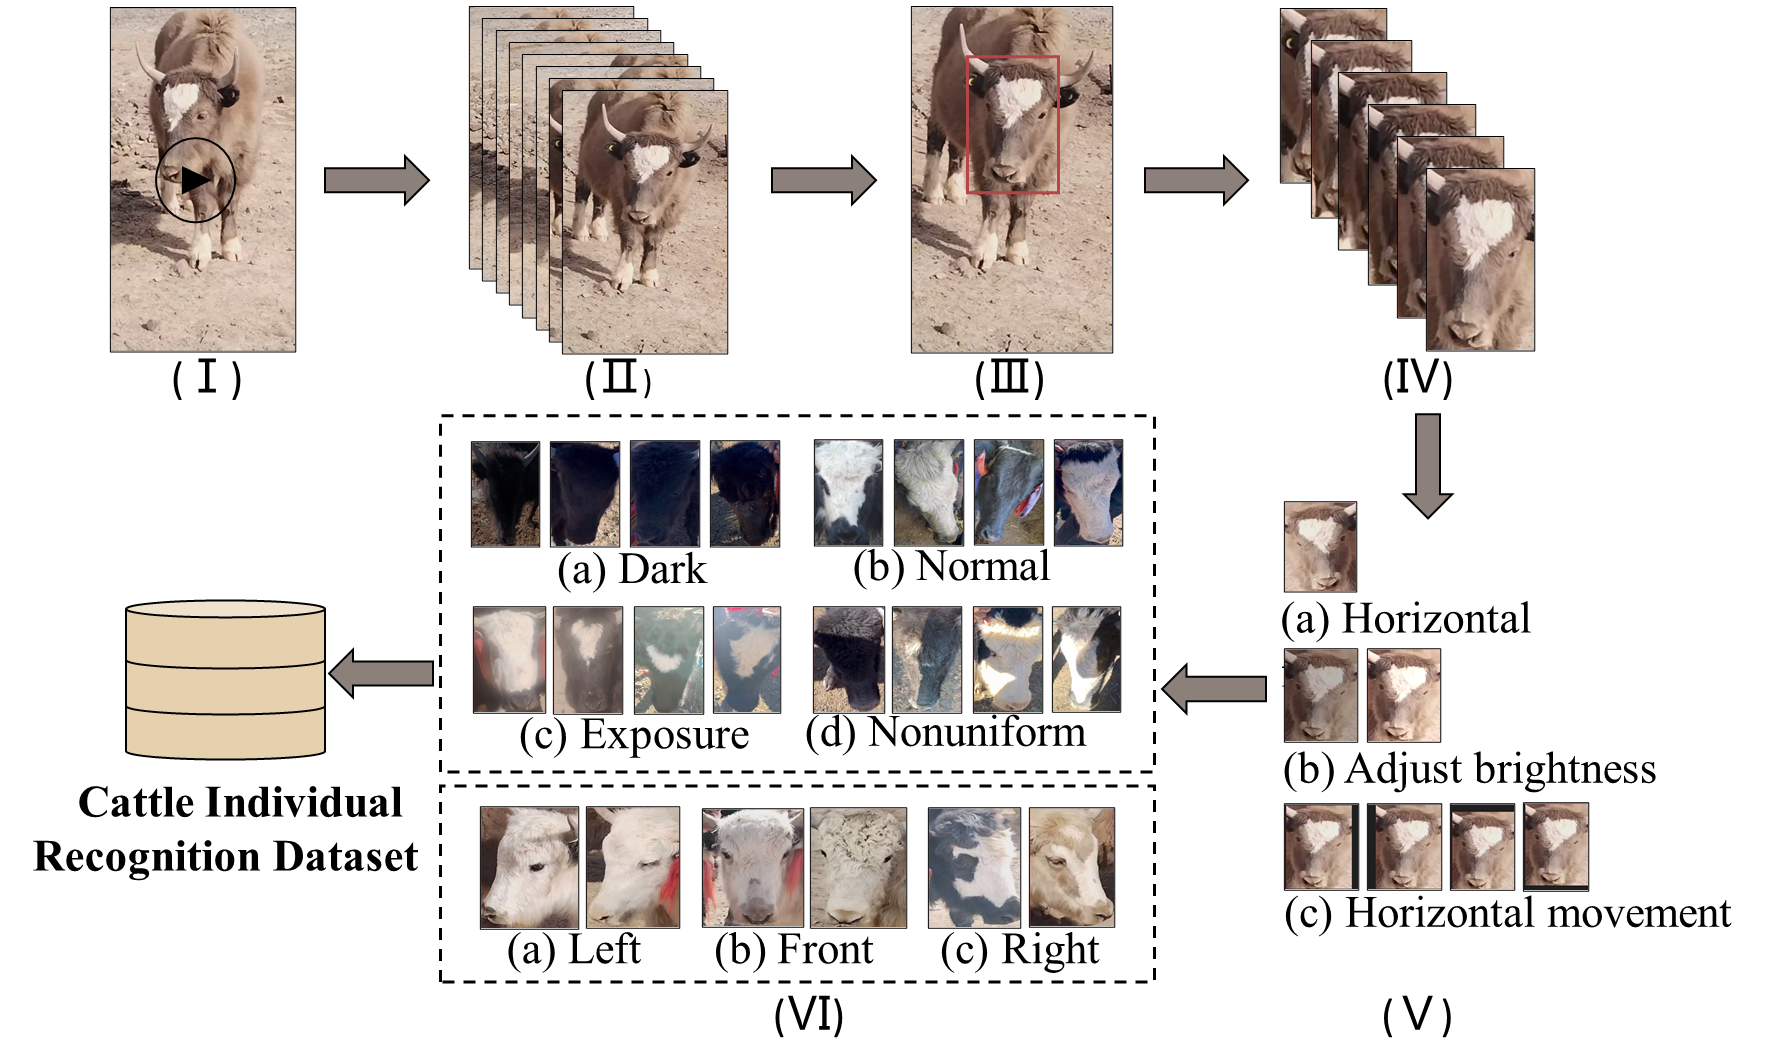 ( I )
(II)
(III)
(IV)
(a) Dark
(b) Normal
(c) Exposure
(d) Nonuniform
(a) Left
(b) Front
(c) Right
(VI)
(a) Horizontal
(b) Adjust brightness
(c) Horizontal movement
( V )
Cattle Individual
Recognition Dataset